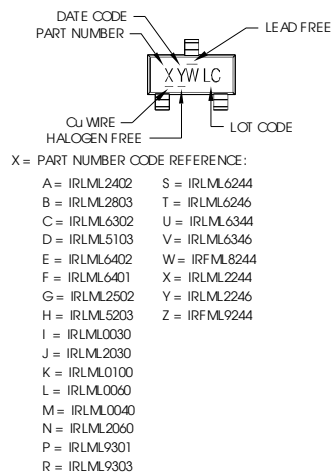 DATE CODE
PART NUMBER
LEAD FREE
X YW LC
Cu WIRE
HALOGEN FREE
LOT CODE
X = PART NUMBER CODE REFERENCE:
A = IRLML2402 S = IRLML6244
B = IRLML2803 T = IRLML6246
C = IRLML6302 U = IRLML6344
D = IRLML5103 V = IRLML6346
E = IRLML6402 W = IRFML8244
F = IRLML6401 X = IRLML2244
G = IRLML2502 Y = IRLML2246
H = IRLML5203 Z = IRFML9244
I = IRLML0030
J = IRLML2030
K = IRLML0100
L = IRLML0060
M = IRLML0040
N = IRLML2060
P = IRLML9301
R = IRLML9303